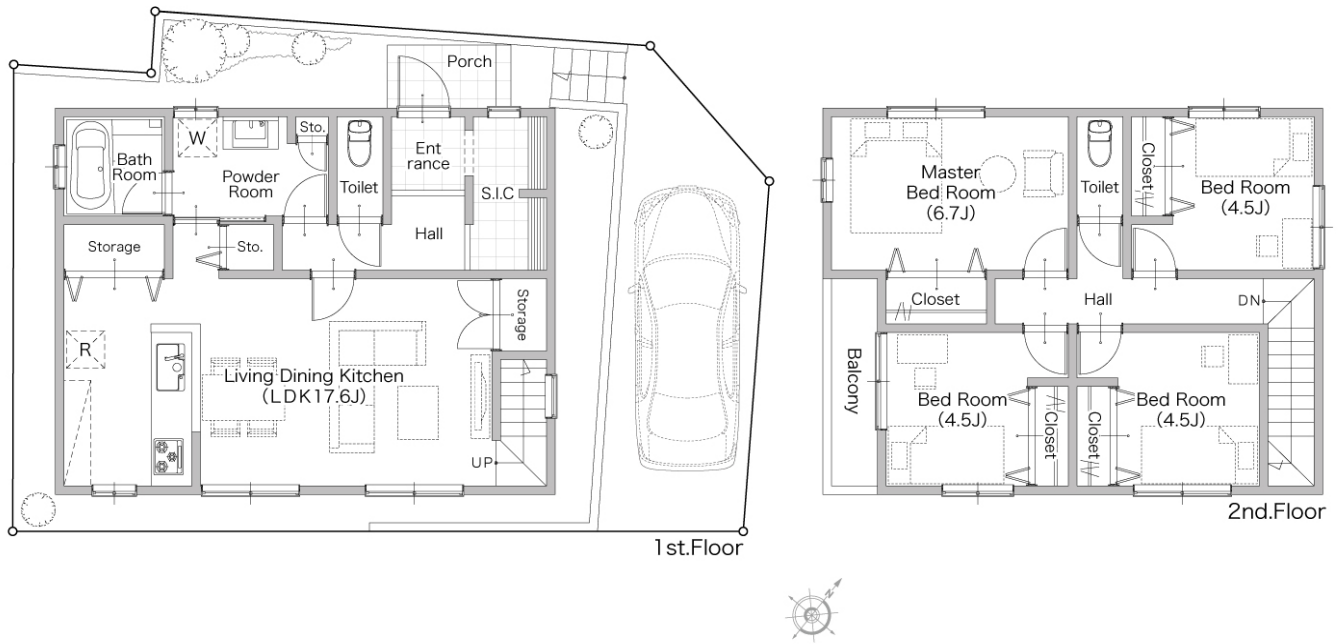 Porch
Sto.
W
Ent
rance
Bath
Room
Powder
Room
Toilet
S.I.C
Hall
Storage
Sto.
Storage
R
Living Dining Kitchen
(LDK17.6J)
UP
1st.Floor
Master
Bed Room
(6.7J)
Toilet
Closet
Bed Room
(4.5J)
Closet
Hall
DN
Balcony
Bed Room
(4.5J)
Closet
Closet
Bed Room
(4.5J)
2nd.Floor
N